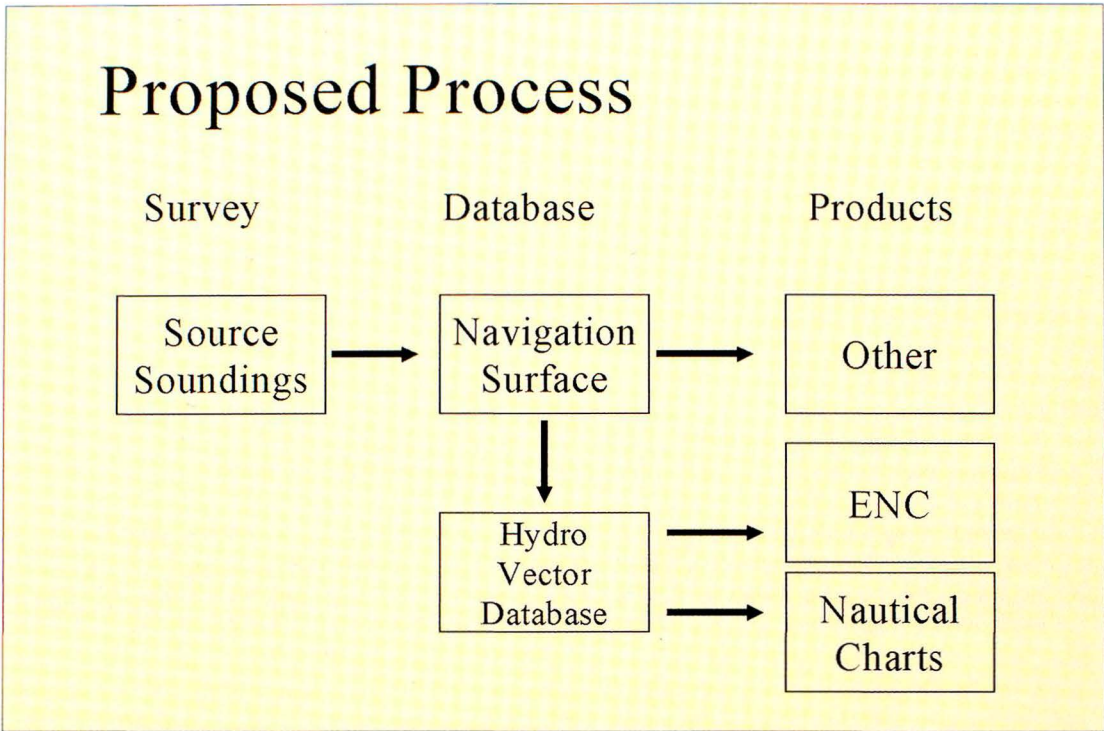 Proposed Process
Survey
Database
Products
Source
Soundings
Navigation
Surface
Other
Hydro
Vector
Database
ENC
Nautical
Charts